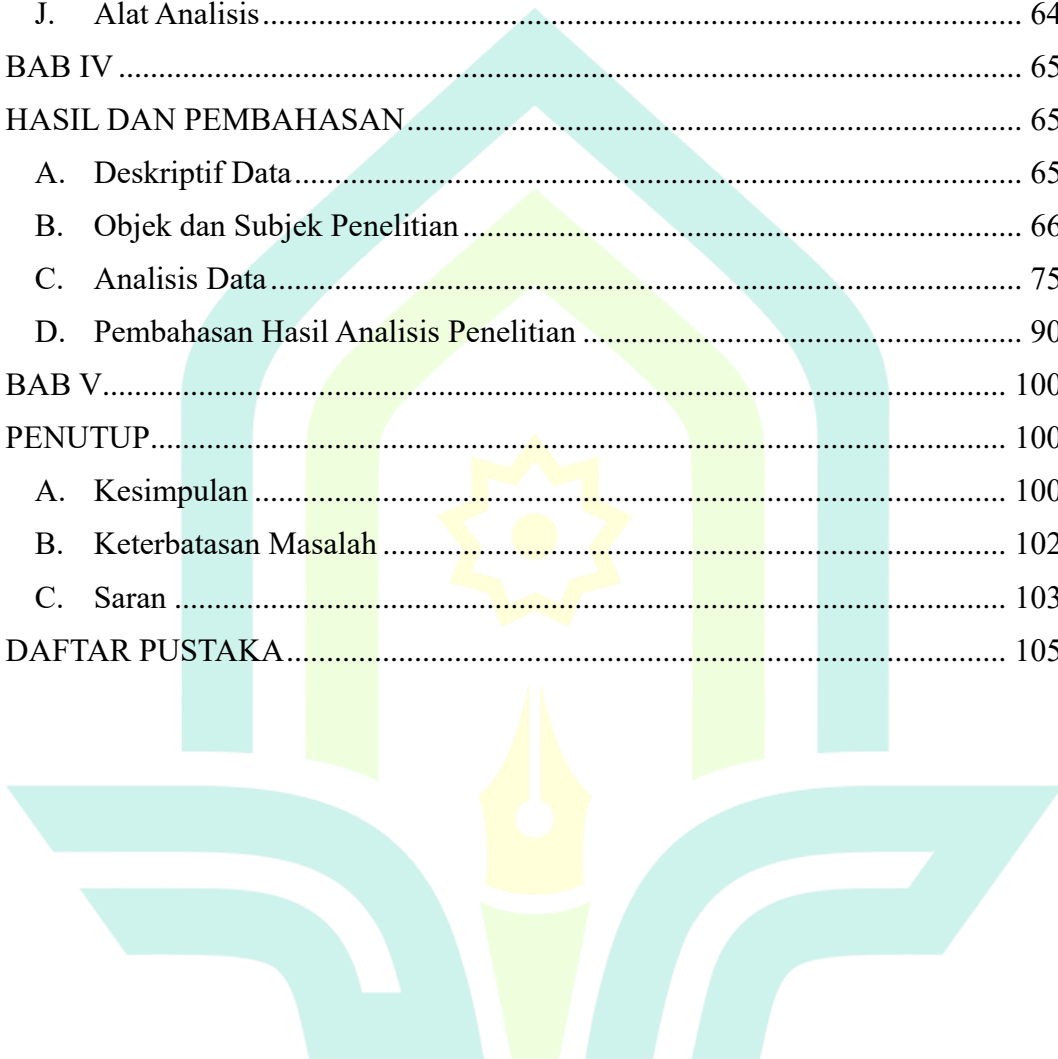 J. Alat Analisis.......................................................................................................... 64
BAB IV ..................................................................................................................... 65
HASIL DAN PEMBAHASAN................................................................................ 65
A. Deskriptif Data..................................................................................................... 65
B. Objek dan Subjek Penelitian ............................................................................... 66
C. Analisis Data ........................................................................................................ 75
D. Pembahasan Hasil Analisis Penelitian ................................................................ 90
BAB V..................................................................................................................... 100
PENUTUP............................................................................................................... 100
A. Kesimpulan ........................................................................................................ 100
B. Keterbatasan Masalah ....................................................................................... 102
C. Saran .................................................................................................................. 103
DAFTAR PUSTAKA............................................................................................. 105